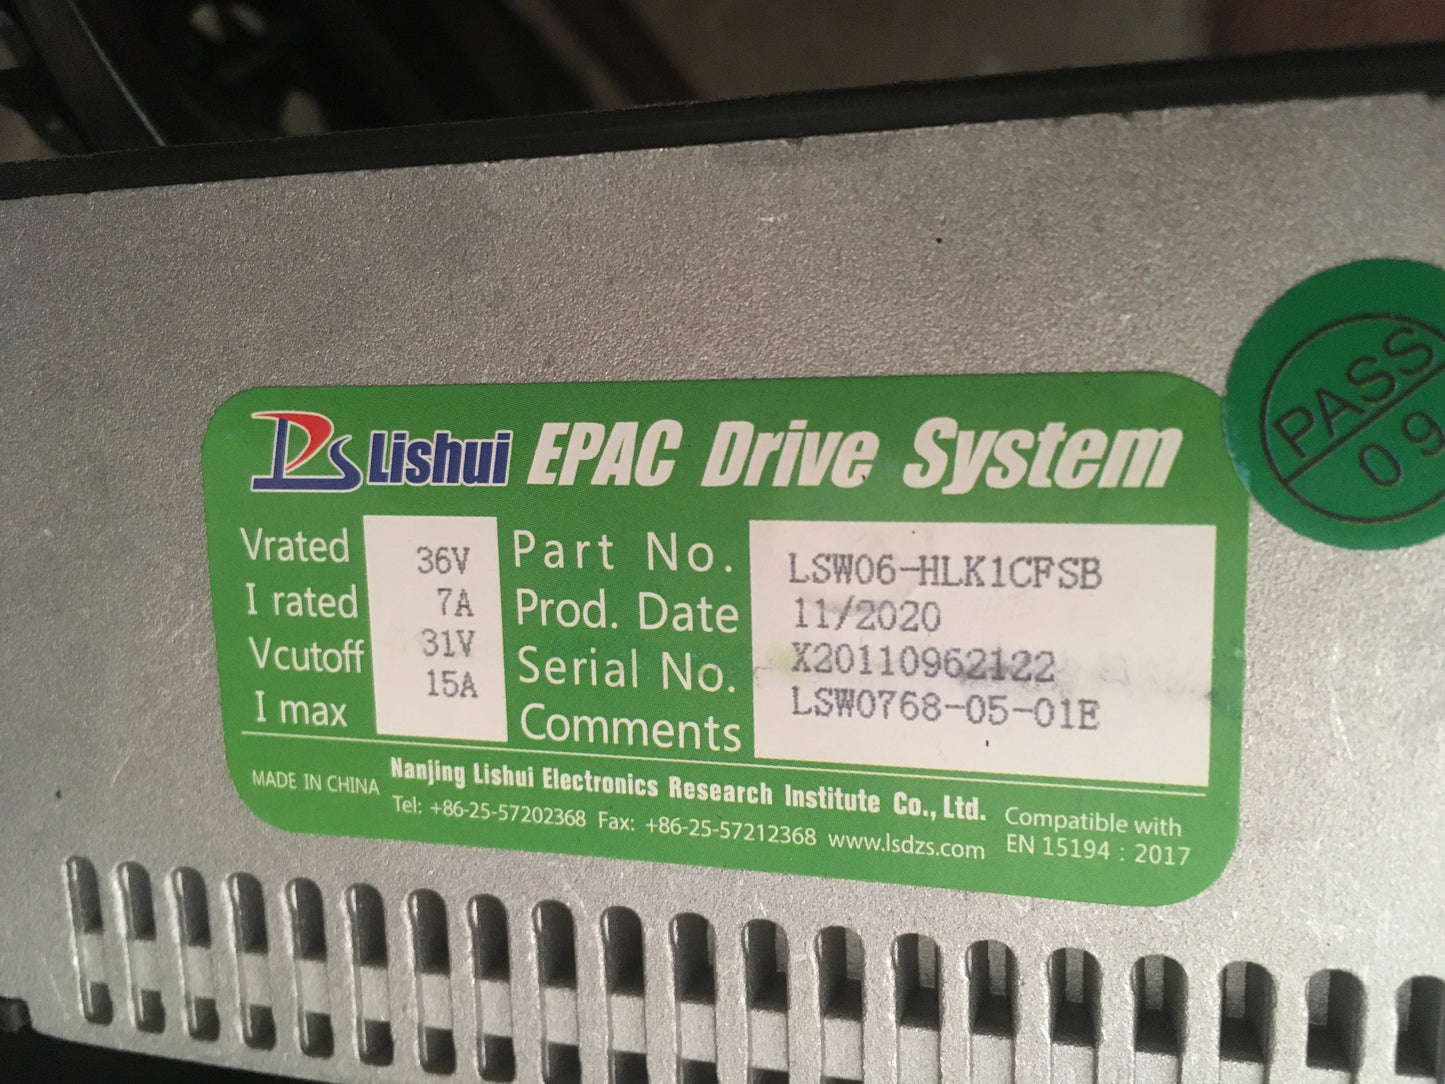 Lishui EPAC Drive System
Vrated 36V
I rated 7A
Vcutoff 31V
I max 15A
Part No. LSW06-HLK1CFSB
Prod. Date 11/2020
Serial No. X20110962122
Comments LSW0768-05-01E
MADE IN CHINA
Nanjing Lishui Electronics Research Institute Co., Ltd.
Tel: +86-25-57202368 Fax: +86-25-57212368 www.lsdzs.com
Compatible with
EN 15194 : 2017
PASS
09